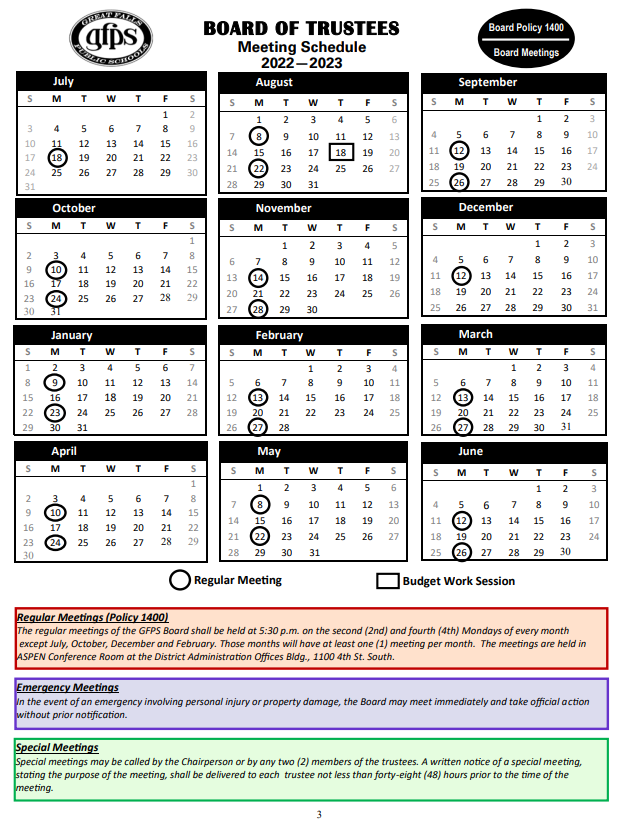 GREAT FALLS
gfps
PUBLIC SCHOOLS
BOARD OF TRUSTEES
Meeting Schedule
2022—2023
Board Policy 1400
Board Meetings
July
S M T W T F S
1 2
3 4 5 6 7 8 9
10 11 12 13 14 15 16
17 18 19 20 21 22 23
24 25 26 27 28 29 30
31
August
S M T W T F S
1 2 3 4 5 6
7 8 9 10 11 12 13
14 15 16 17 18 19 20
21 22 23 24 25 26 27
28 29 30 31
September
S M T W T F S
1 2 3
4 5 6 7 8 9 10
11 12 13 14 15 16 17
18 19 20 21 22 23 24
25 26 27 28 29 30
October
S M T W T F S
1
2 3 4 5 6 7 8
9 10 11 12 13 14 15
16 17 18 19 20 21 22
23 24 25 26 27 28 29
30 31
November
S M T W T F S
1 2 3 4 5
6 7 8 9 10 11 12
13 14 15 16 17 18 19
20 21 22 23 24 25 26
27 28 29 30
December
S M T W T F S
1 2 3
4 5 6 7 8 9 10
11 12 13 14 15 16 17
18 19 20 21 22 23 24
25 26 27 28 29 30 31
January
S M T W T F S
1 2 3 4 5 6 7
8 9 10 11 12 13 14
15 16 17 18 19 20 21
22 23 24 25 26 27 28
29 30 31
February
S M T W T F S
1 2 3 4
5 6 7 8 9 10 11
12 13 14 15 16 17 18
19 20 21 22 23 24 25
26 27 28
March
S M T W T F S
1 2 3 4
5 6 7 8 9 10 11
12 13 14 15 16 17 18
19 20 21 22 23 24 25
26 27 28 29 30 31
April
S M T W T F S
1
2 3 4 5 6 7 8
9 10 11 12 13 14 15
16 17 18 19 20 21 22
23 24 25 26 27 28 29
30
May
S M T W T F S
1 2 3 4 5 6
7 8 9 10 11 12 13
14 15 16 17 18 19 20
21 22 23 24 25 26 27
28 29 30 31
June
S M T W T F S
1 2 3
4 5 6 7 8 9 10
11 12 13 14 15 16 17
18 19 20 21 22 23 24
25 26 27 28 29 30
Regular Meeting
Budget Work Session
Regular Meetings (Policy 1400)
The regular meetings of the GFPS Board shall be held at 5:30 p.m. on the second (2nd) and fourth (4th) Mondays of every month
except July, October, December and February. Those months will have at least one (1) meeting per month. The meetings are held in
ASPEN Conference Room at the District Administration Offices Bldg., 1100 4th St. South.
Emergency Meetings
In the event of an emergency involving personal injury or property damage, the Board may meet immediately and take official action
without prior notification.
Special Meetings
Special meetings may be called by the Chairperson or by any two (2) members of the trustees. A written notice of a special meeting,
stating the purpose of the meeting, shall be delivered to each trustee not less than forty-eight (48) hours prior to the time of the
meeting.
3